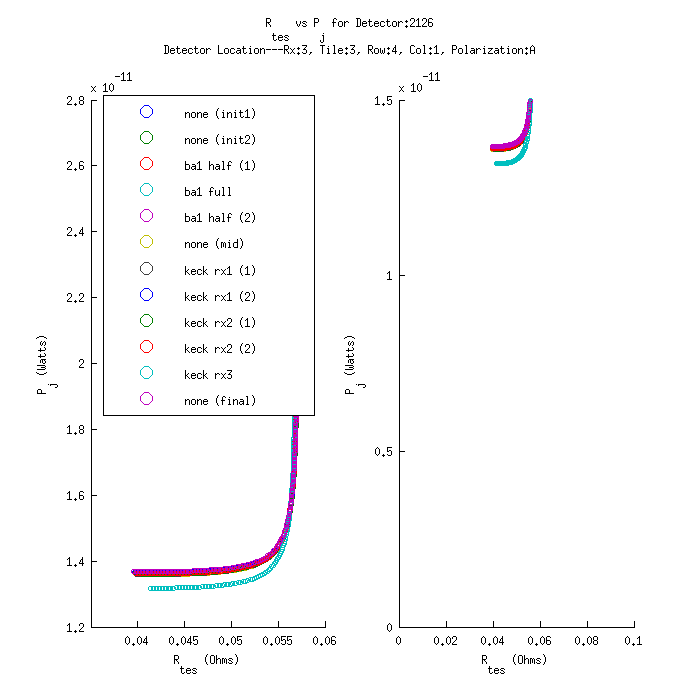 R    vs P  for Detector:2126
tes     j
Detector Location---Rx:3, Tile:3, Row:4, Col:1, Polarization:A
x 10^-11
2.8
2.6
2.4
2.2
2
1.8
1.6
1.4
1.2
P_j (Watts)
none (init1)
none (init2)
ba1 half (1)
ba1 full
ba1 half (2)
none (mid)
keck rx1 (1)
keck rx1 (2)
keck rx2 (1)
keck rx2 (2)
keck rx3
none (final)
0.04 0.045 0.05 0.055 0.06
R_tes (Ohms)
x 10^-11
1.5
1
0.5
0
P_j (Watts)
0 0.02 0.04 0.06 0.08 0.1
R_tes (Ohms)